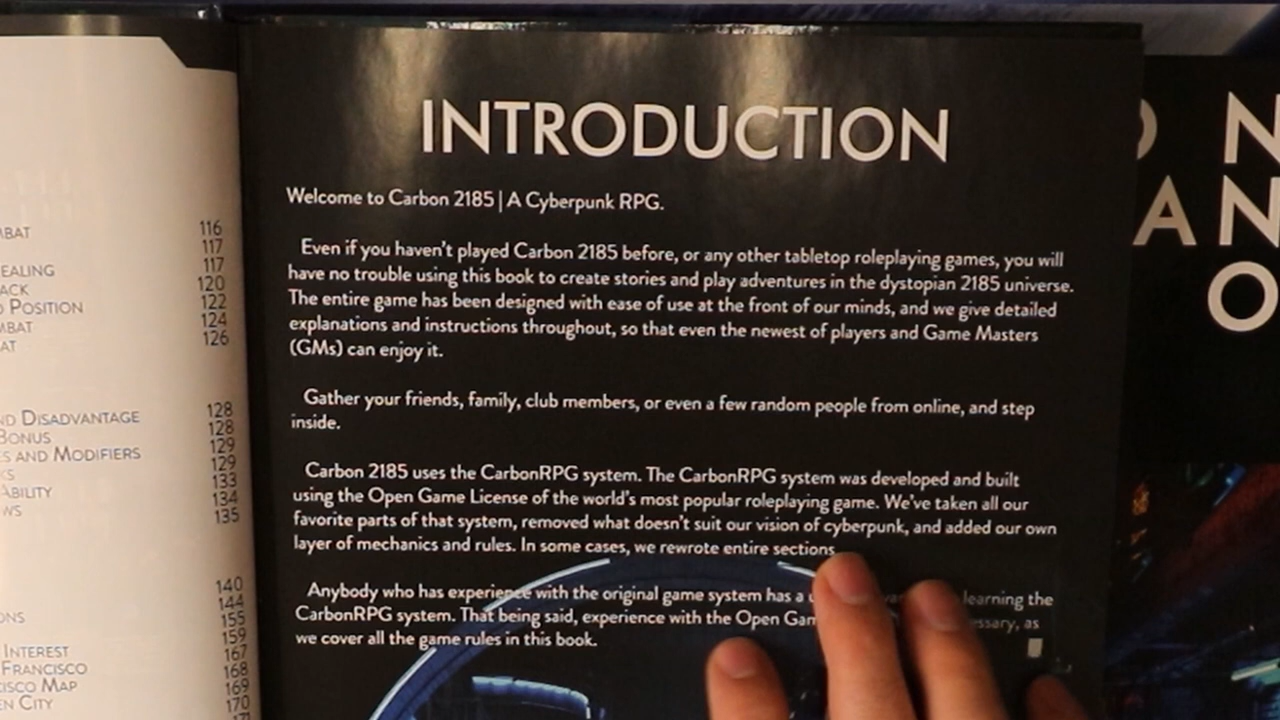 116
117
EALING 117
ACK 120
POSITION 122
124
126
DISADVANTAGE 128
BONUS 128
S AND MODIFIERS 129
129
133
ABILITY 134
135
140
144
155
159
INTEREST 167
FRANCISCO 168
ISCO MAP 169
EN CITY 170
INTRODUCTION
Welcome to Carbon 2185 | A Cyberpunk RPG.
Even if you haven't played Carbon 2185 before, or any other tabletop roleplaying games, you will
have no trouble using this book to create stories and play adventures in the dystopian 2185 universe.
The entire game has been designed with ease of use at the front of our minds, and we give detailed
explanations and instructions throughout, so that even the newest of players and Game Masters
(GMs) can enjoy it.
Gather your friends, family, club members, or even a few random people from online, and step
inside.
Carbon 2185 uses the CarbonRPG system. The CarbonRPG system was developed and built
using the Open Game License of the world's most popular roleplaying game. We've taken all our
favorite parts of that system, removed what doesn't suit our vision of cyberpunk, and added our own
layer of mechanics and rules. In some cases, we rewrote entire sections
Anybody who has experience with the original game system has a learning the
CarbonRPG system. That being said, experience with the Open Gam essary, as
we cover all the game rules in this book.
N
AN
O